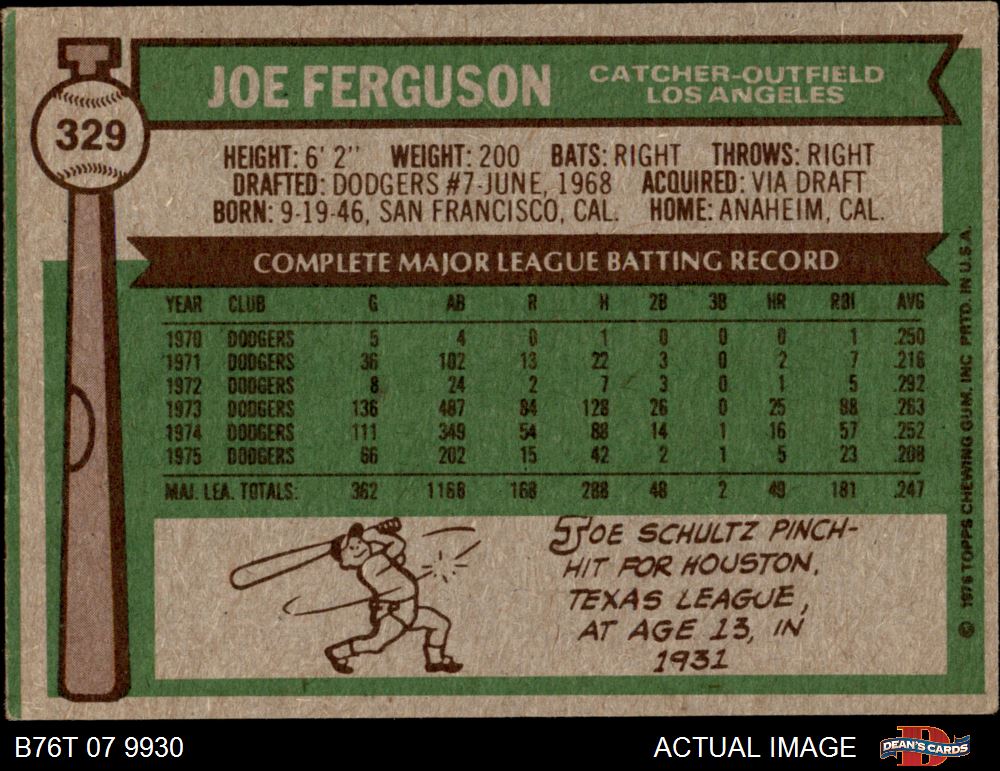 JOE FERGUSON
CATCHER-OUTFIELD
LOS ANGELES
329
HEIGHT: 6' 2" WEIGHT: 200 BATS: RIGHT THROWS: RIGHT
DRAFTED: DODGERS #7-JUNE, 1968 ACQUIRED: VIA DRAFT
BORN: 9-19-46, SAN FRANCISCO, CAL. HOME: ANAHEIM, CAL.
COMPLETE MAJOR LEAGUE BATTING RECORD
YEAR CLUB G AB R H 2B 3B HR RBI AVG
1970 DODGERS 5 4 0 1 0 0 0 1 .250
1971 DODGERS 36 102 13 22 3 0 2 7 .216
1972 DODGERS 8 24 2 7 3 0 1 5 .292
1973 DODGERS 136 487 84 128 26 0 25 88 .263
1974 DODGERS 111 349 54 88 14 1 16 57 .252
1975 DODGERS 66 202 15 42 2 1 5 23 .208
MAJ. LEA. TOTALS: 362 1168 168 288 48 2 49 181 .247
JOE SCHULTZ PINCH-
HIT FOR HOUSTON,
TEXAS LEAGUE,
AT AGE 13, IN
1931
© 1976 TOPPS CHEWING GUM, INC PRTD. IN U.S.A.
B76T 07 9930
ACTUAL IMAGE
DEAN'S CARDS